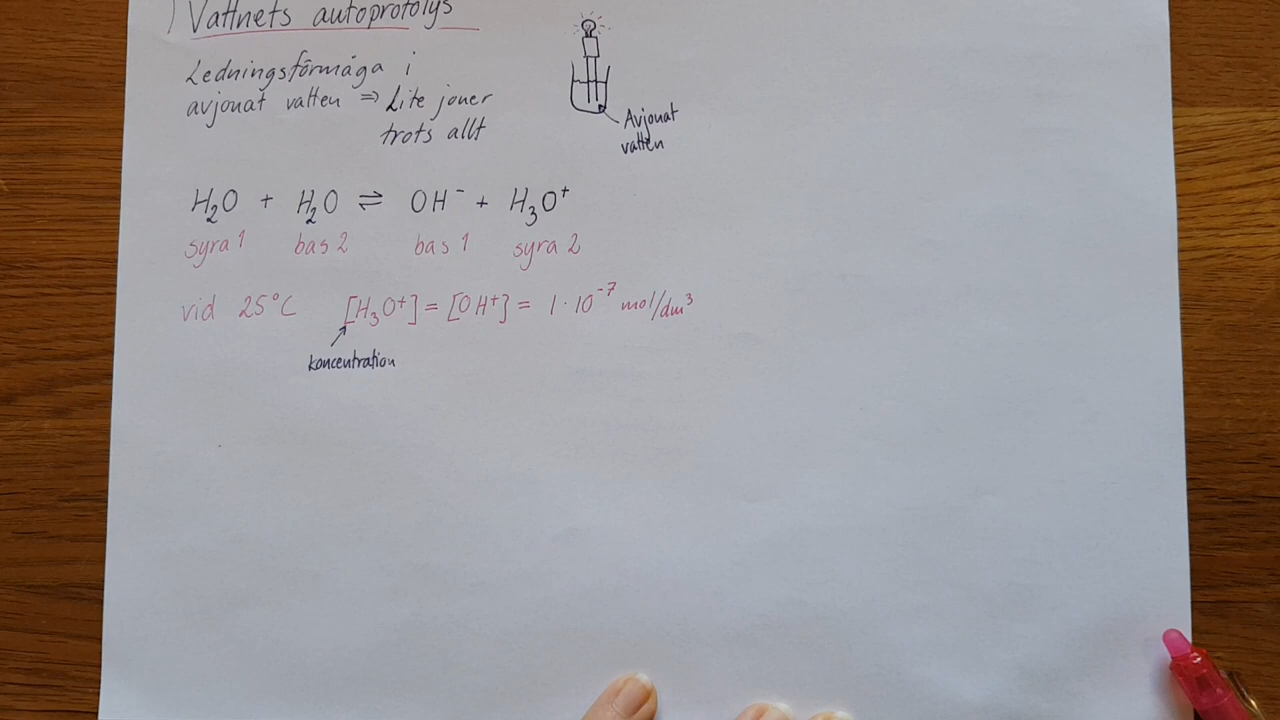 ) Vattnets autoprotolys
Ledningsförmåga i
avjonat vatten ⇒ Lite joner
trots allt
Avjonat
vatten
H₂O + H₂O ⇌ OH⁻ + H₃O⁺
syra 1 bas 2 bas 1 syra 2
vid 25°C [H₃O⁺] = [OH⁺] = 1·10⁻⁷ mol/dm³
koncentration